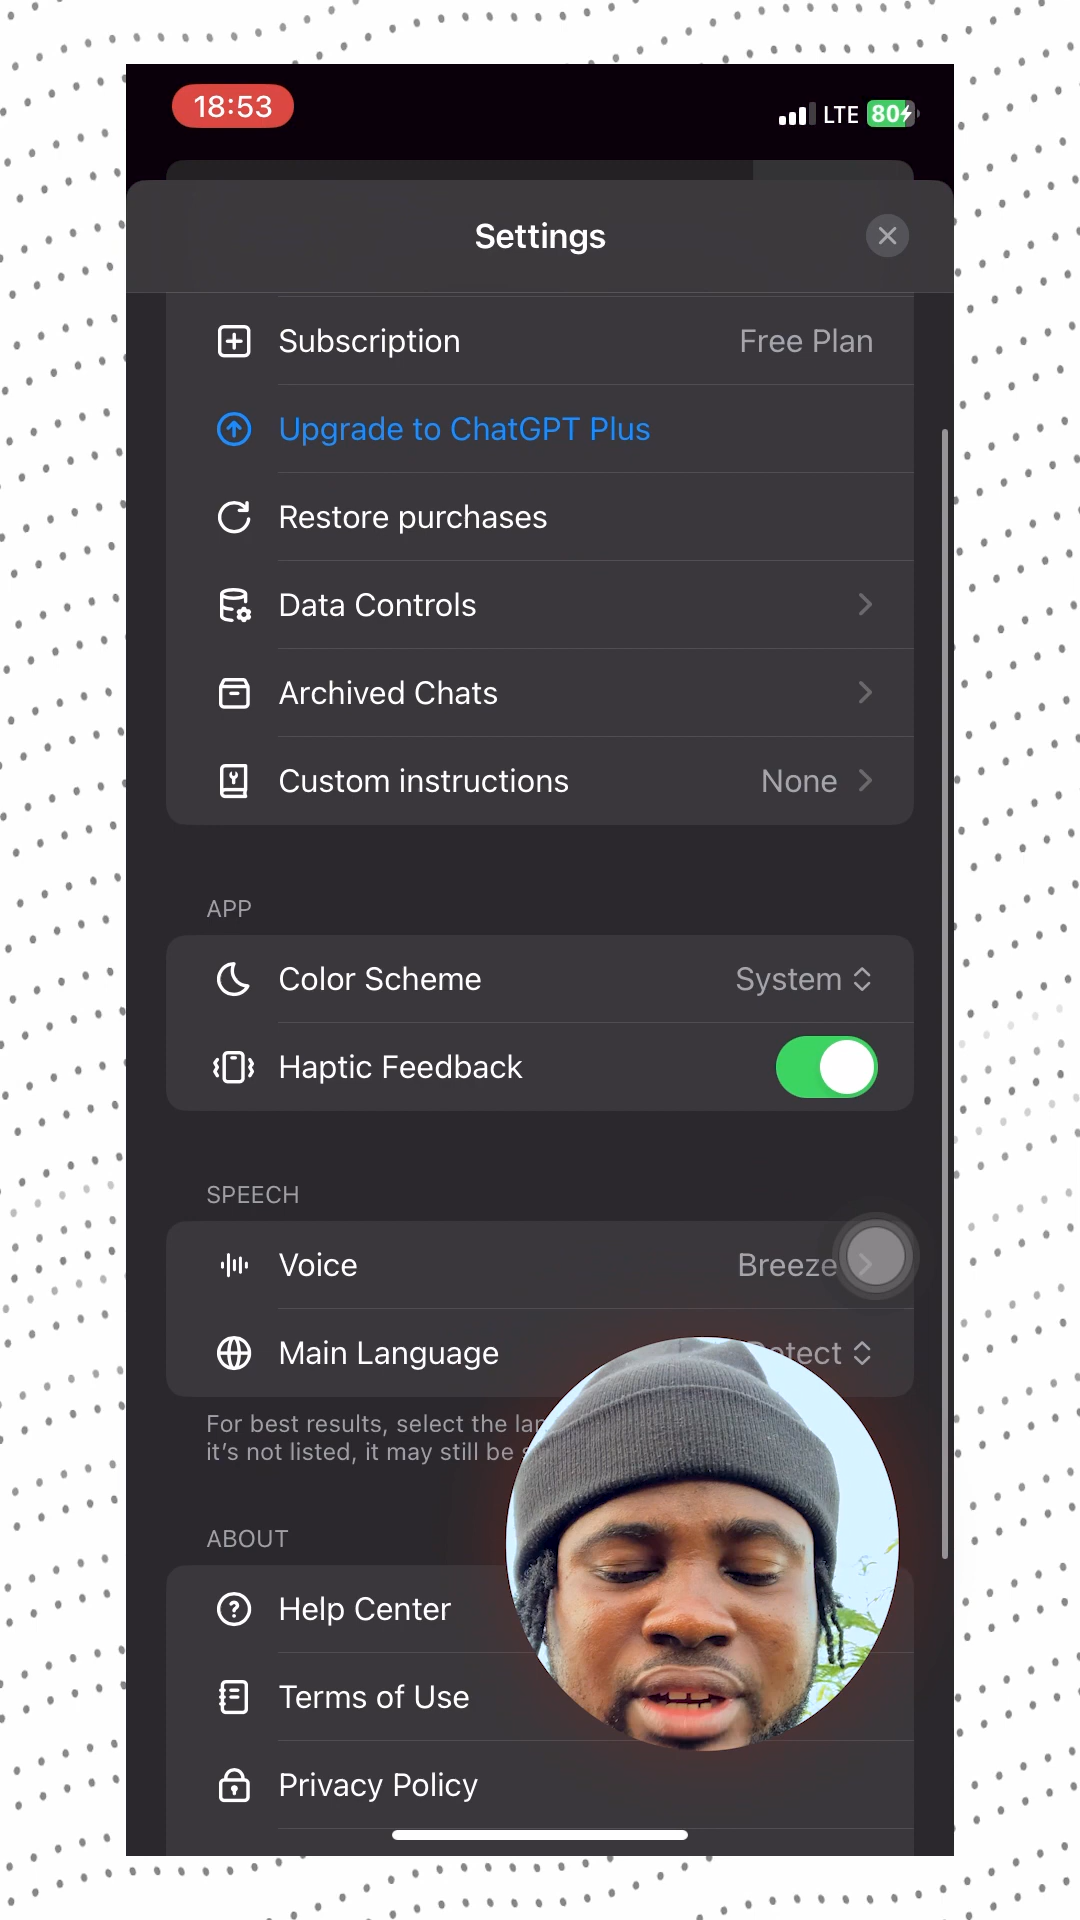 18:53
LTE 80
Settings
Subscription Free Plan
Upgrade to ChatGPT Plus
Restore purchases
Data Controls
Archived Chats
Custom instructions None
APP
Color Scheme System
Haptic Feedback
SPEECH
Voice Breeze
Main Language
For best results, select the
it's not listed, it may still be
ABOUT
Help Center
Terms of Use
Privacy Policy